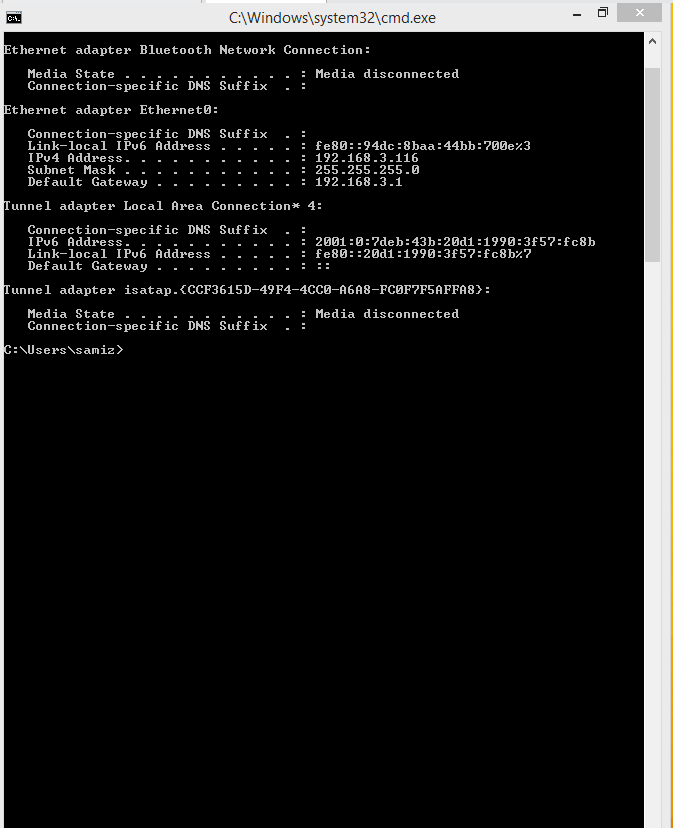 C:\Windows\system32\cmd.exe
Ethernet adapter Bluetooth Network Connection:
Media State . . . . . . . . . . . : Media disconnected
Connection-specific DNS Suffix  . :
Ethernet adapter Ethernet0:
Connection-specific DNS Suffix  . :
Link-local IPv6 Address . . . . . : fe80::94dc:8baa:44bb:700e%3
IPv4 Address. . . . . . . . . . . : 192.168.3.116
Subnet Mask . . . . . . . . . . . : 255.255.255.0
Default Gateway . . . . . . . . . : 192.168.3.1
Tunnel adapter Local Area Connection* 4:
Connection-specific DNS Suffix  . :
IPv6 Address. . . . . . . . . . . : 2001:0:7deb:43b:20d1:1990:3f57:fc8b
Link-local IPv6 Address . . . . . : fe80::20d1:1990:3f57:fc8b%7
Default Gateway . . . . . . . . . : ::
Tunnel adapter isatap.{CCF3615D-49F4-4CC0-A6A8-FC0F7F5AFFA8}:
Media State . . . . . . . . . . . : Media disconnected
Connection-specific DNS Suffix  . :
C:\Users\samiz>